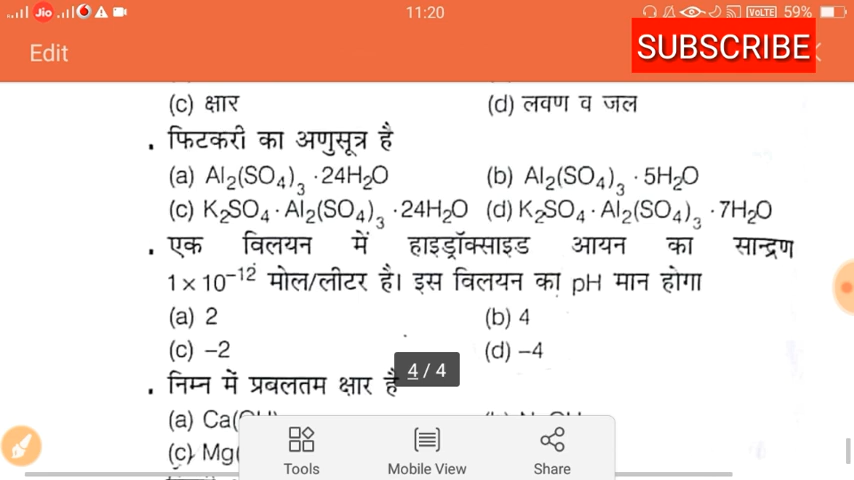 11:20
VoLTE 59%
Edit
SUBSCRIBE
(c) क्षार (d) लवण व जल
. फिटकरी का अणुसूत्र है
(a) Al₂(SO₄)₃ ·24H₂O (b) Al₂(SO₄)₃ · 5H₂O
(c) K₂SO₄ · Al₂(SO₄)₃ ·24H₂O (d) K₂SO₄ · Al₂(SO₄)₃ ·7H₂O
. एक विलयन में हाइड्रॉक्साइड आयन का सान्द्रण
1 × 10⁻¹² मोल/लीटर है। इस विलयन का pH मान होगा
(a) 2 (b) 4
(c) –2 (d) –4
4 / 4
. निम्न में प्रबलतम क्षार है
(a) Ca(
(c) Mg(
Tools Mobile View Share